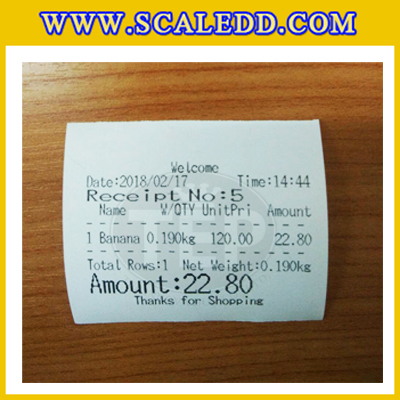 WWW.SCALEDD.COM
Welcome
Date:2018/02/17 Time:14:44
Receipt No:5
Name W/QTY UnitPri Amount
1 Banana 0.190kg 120.00 22.80
Total Rows:1 Net Weight:0.190kg
Amount:22.80
Thanks for Shopping